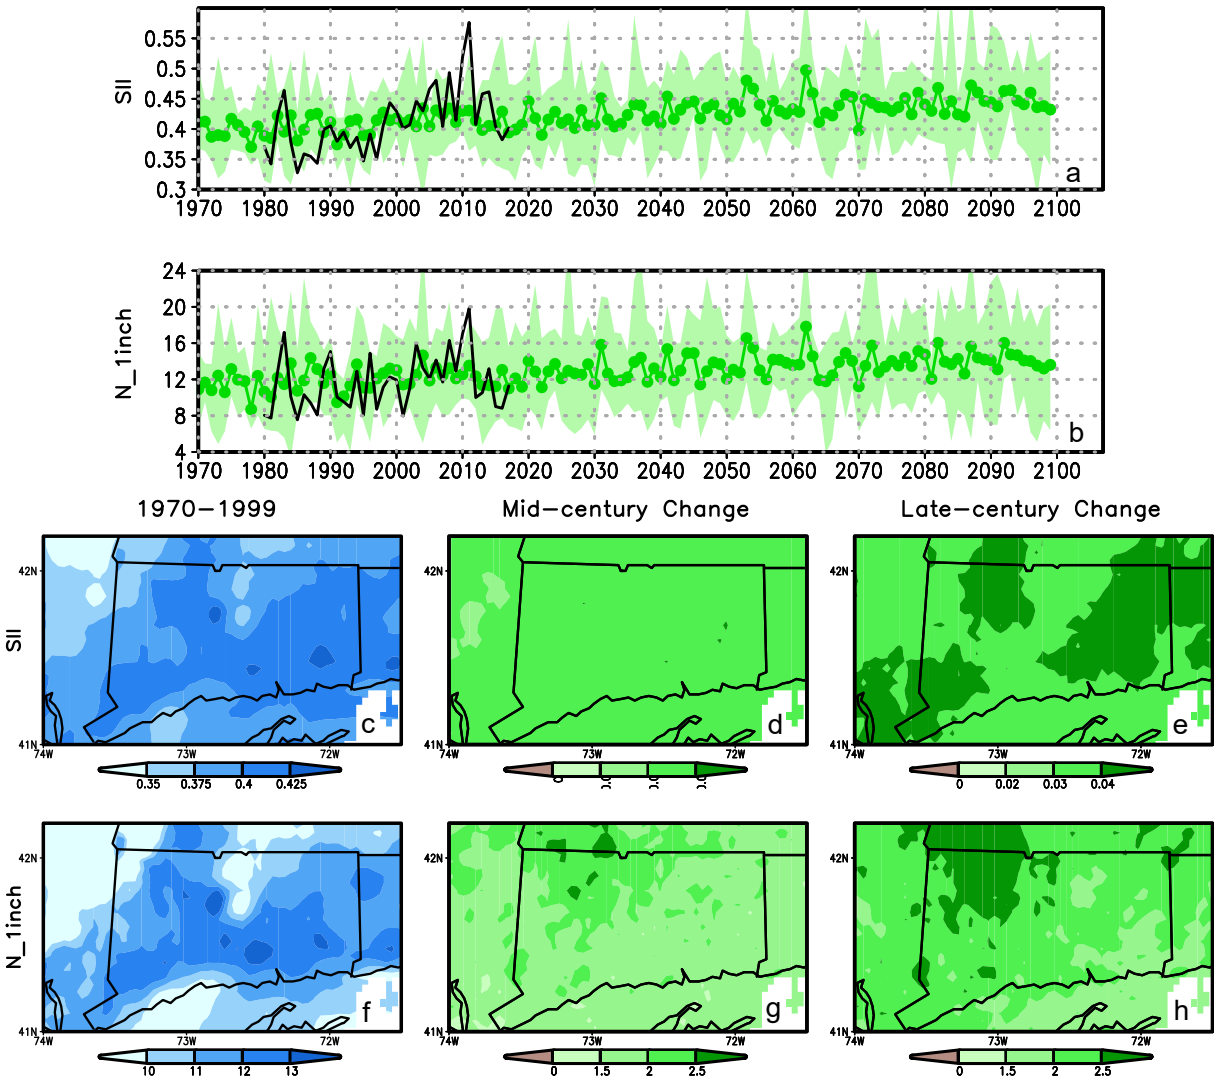 0.55
0.5
SII
0.45
0.4
0.35
0.3
a
1970 1980 1990 2000 2010 2020 2030 2040 2050 2060 2070 2080 2090 2100
24
20
N_1inch
16
12
8
4
b
1970 1980 1990 2000 2010 2020 2030 2040 2050 2060 2070 2080 2090 2100
1970-1999 Mid-century Change Late-century Change
42N 42N 42N
SII
c d e
41N 41N 41N
74W 73W 72W 74W 73W 72W 74W 73W 72W
0.35 0.375 0.4 0.425 0 0.02 0.03 0.04
42N 42N 42N
N_1inch
f g h
41N 41N 41N
74W 73W 72W 74W 73W 72W 74W 73W 72W
10 11 12 13 0 1.5 2 2.5 0 1.5 2 2.5